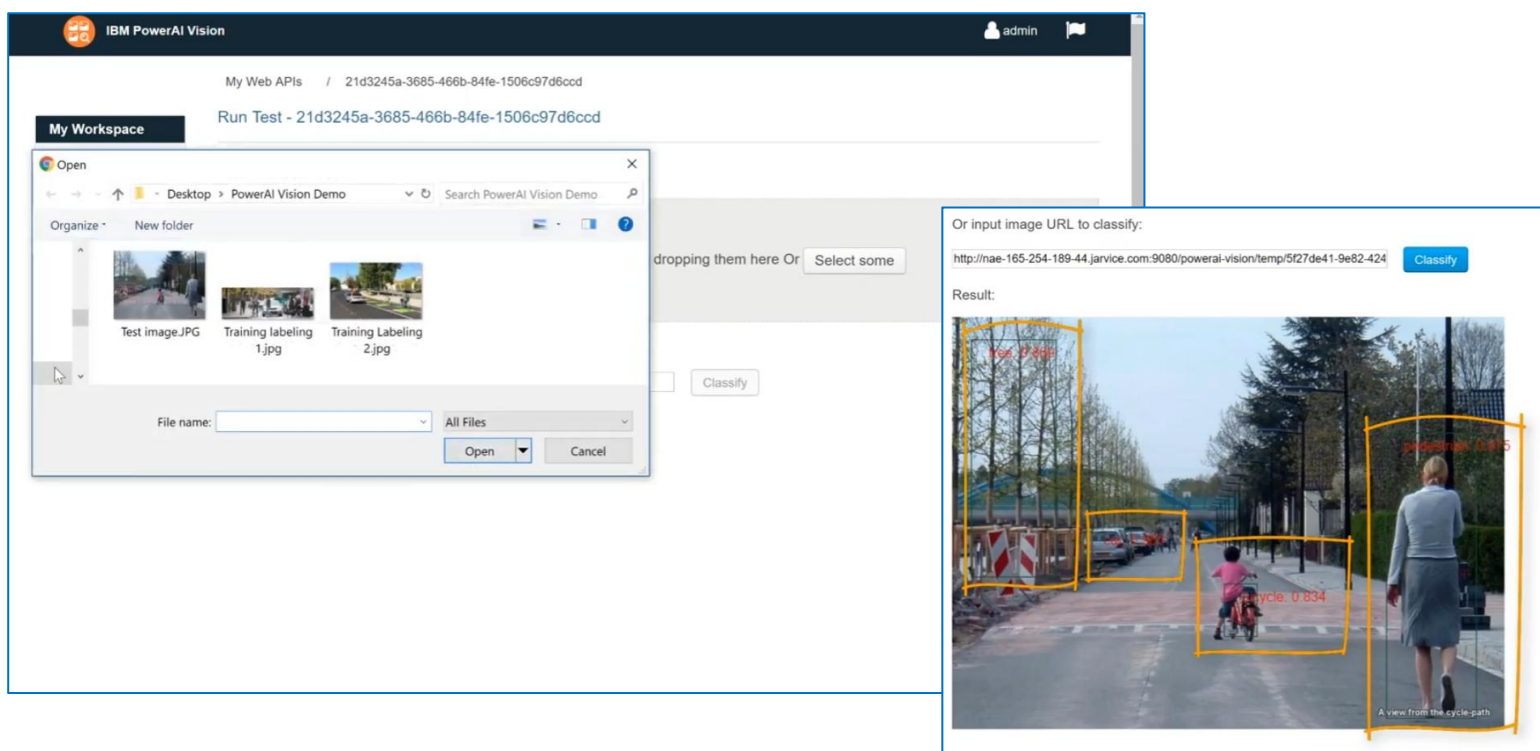 IBM PowerAI Vision
admin
My Web APIs / 21d3245a-3685-466b-84fe-1506c97d6ccd
My Workspace
Run Test - 21d3245a-3685-466b-84fe-1506c97d6ccd
Open
Desktop > PowerAI Vision Demo
Search PowerAI Vision Demo
Organize
New folder
dropping them here Or
Select some
Test image.JPG
Training labeling
1.jpg
Training Labeling
2.jpg
Classify
File name:
All Files
Open
Cancel
Or input image URL to classify:
http://nae-165-254-189-44.jarvice.com:9080/powerai-vision/temp/5f27de41-9e82-424
Classify
Result:
pedestrian:
cycle: 0.834
A view from the cycle-path